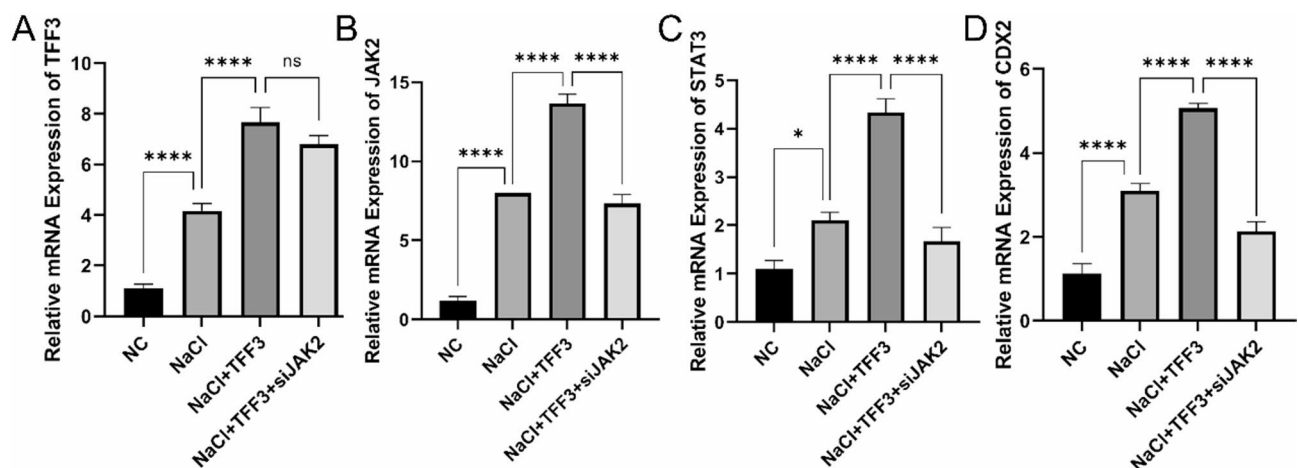 A
Relative mRNA Expression of TFF3
10
8
6
4
2
0
****
****
ns
NC
NaCl
NaCl+TFF3
NaCl+TFF3+siJAK2
B
Relative mRNA Expression of JAK2
15
10
5
0
****
****
****
NC
NaCl
NaCl+TFF3
NaCl+TFF3+siJAK2
C
Relative mRNA Expression of STAT3
5
4
3
2
1
0
*
****
****
NC
NaCl
NaCl+TFF3
NaCl+TFF3+siJAK2
D
Relative mRNA Expression of CDX2
6
4
2
0
****
****
****
NC
NaCl
NaCl+TFF3
NaCl+TFF3+siJAK2